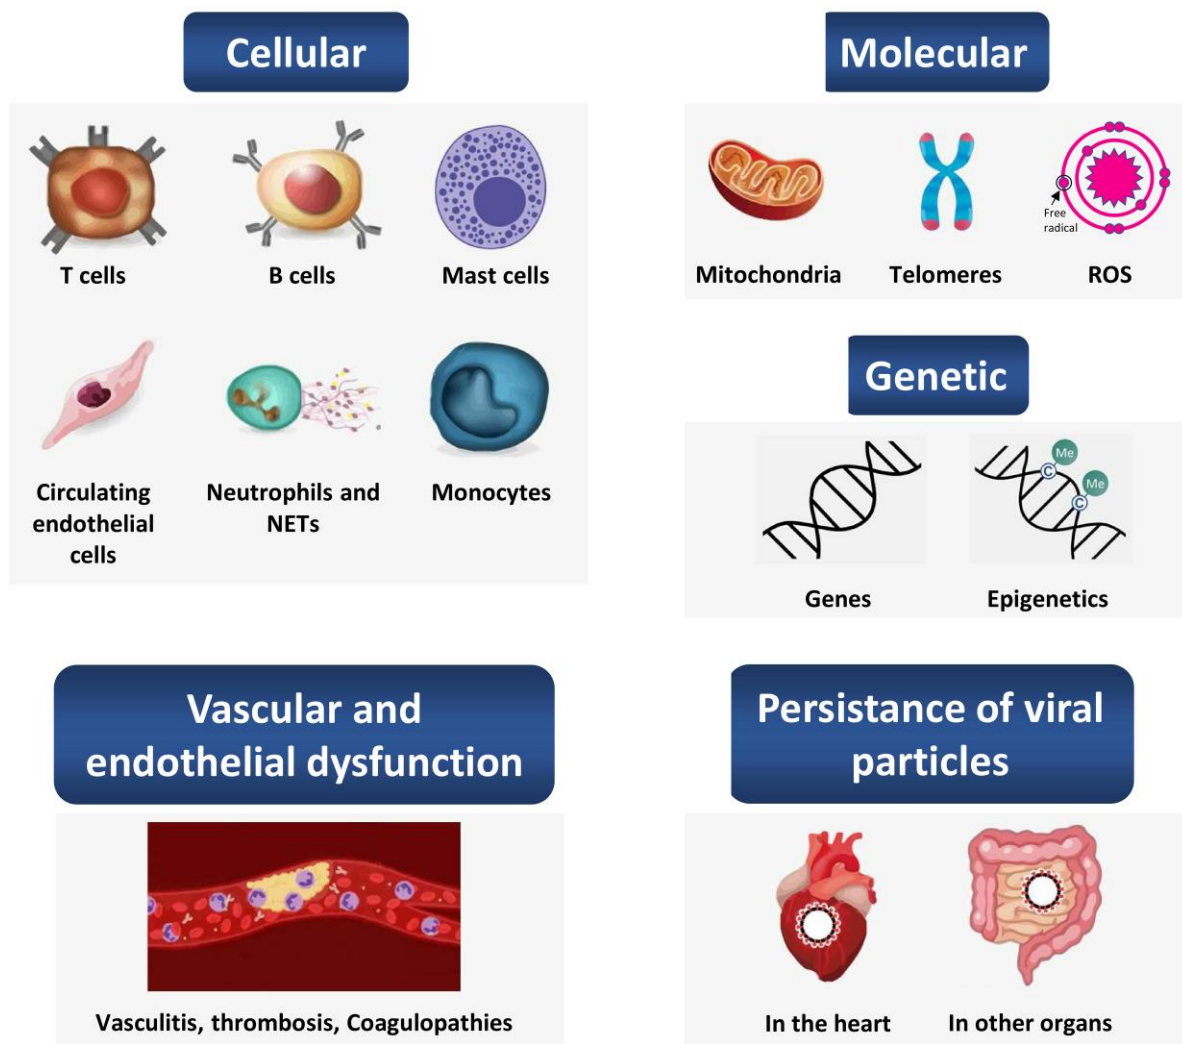 Cellular
T cells
B cells
Mast cells
Circulating
endothelial
cells
Neutrophils and
NETs
Monocytes
Molecular
Mitochondria
Telomeres
Free
radical
ROS
Genetic
Genes
C
Me
C
Me
Epigenetics
Vascular and
endothelial dysfunction
Vasculitis, thrombosis, Coagulopathies
Persistance of viral
particles
In the heart
In other organs